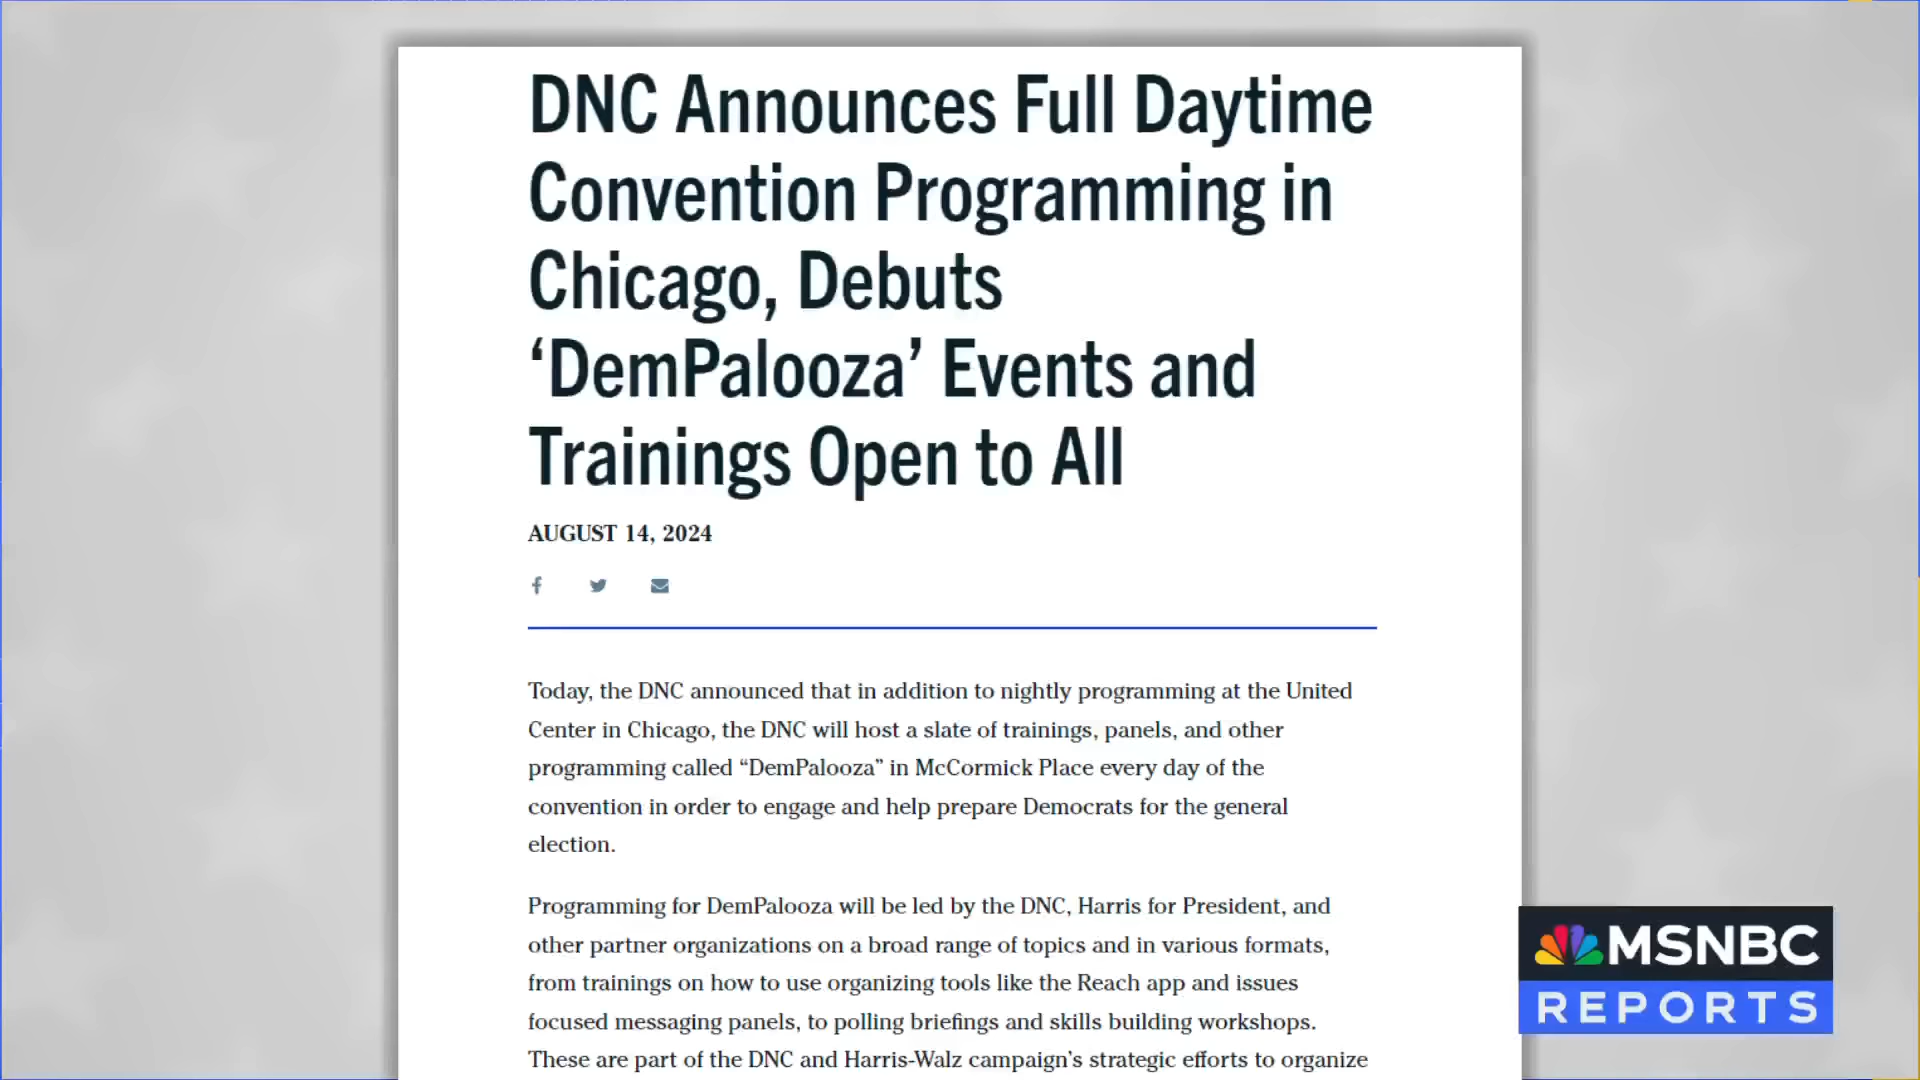 DNC Announces Full Daytime
Convention Programming in
Chicago, Debuts
‘DemPalooza’ Events and
Trainings Open to All
AUGUST 14, 2024
Today, the DNC announced that in addition to nightly programming at the United
Center in Chicago, the DNC will host a slate of trainings, panels, and other
programming called “DemPalooza” in McCormick Place every day of the
convention in order to engage and help prepare Democrats for the general
election.
Programming for DemPalooza will be led by the DNC, Harris for President, and
other partner organizations on a broad range of topics and in various formats,
from trainings on how to use organizing tools like the Reach app and issues
focused messaging panels, to polling briefings and skills building workshops.
These are part of the DNC and Harris-Walz campaign’s strategic efforts to organize
MSNBC
REPORTS